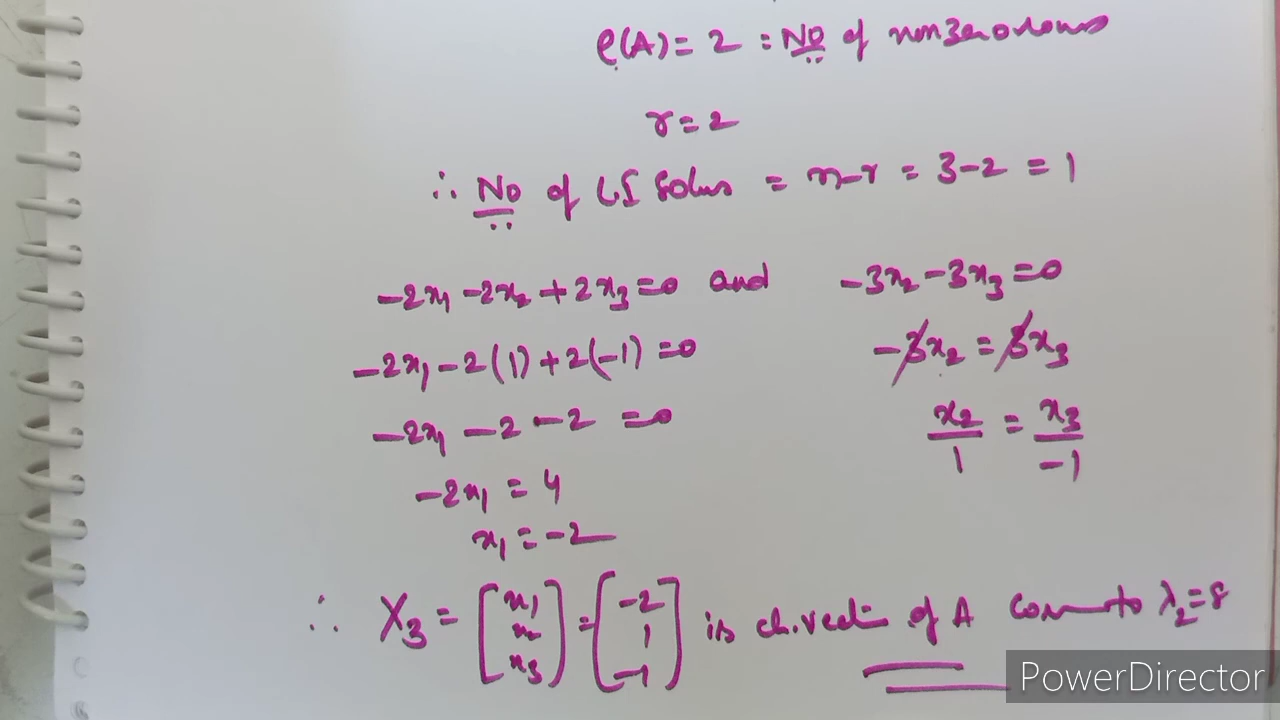 ρ(A) = 2 = No of nonzero rows
r = 2
∴ No of LI solns = n-r = 3-2 = 1
-2x₁ -2x₂ + 2x₃ = 0 and -3x₂ - 3x₃ = 0
-2x₁ - 2(1) + 2(-1) = 0
-3x₂ = 3x₃
-2x₁ - 2 - 2 = 0
x₂/1 = x₃/-1
-2x₁ = 4
x₁ = -2
∴ X₃ = [x₁ x₂ x₃] = [-2 1 -1] is ch. vector of A corr to λ₂=8
PowerDirector